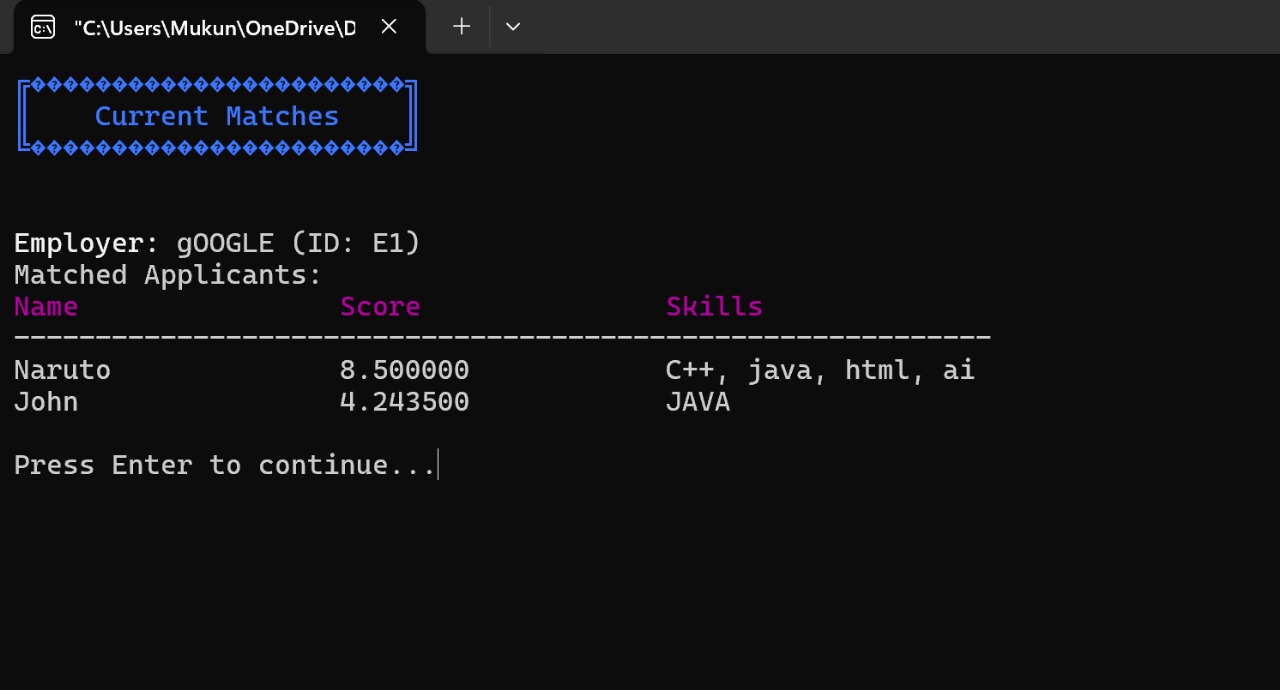 "C:\Users\Mukun\OneDrive\D
╔�����������������������╗
Current Matches
╚�����������������������╝
Employer: gOOGLE (ID: E1)
Matched Applicants:
Name Score Skills
------------------------------------------------------------
Naruto 8.500000 C++, java, html, ai
John 4.243500 JAVA
Press Enter to continue...